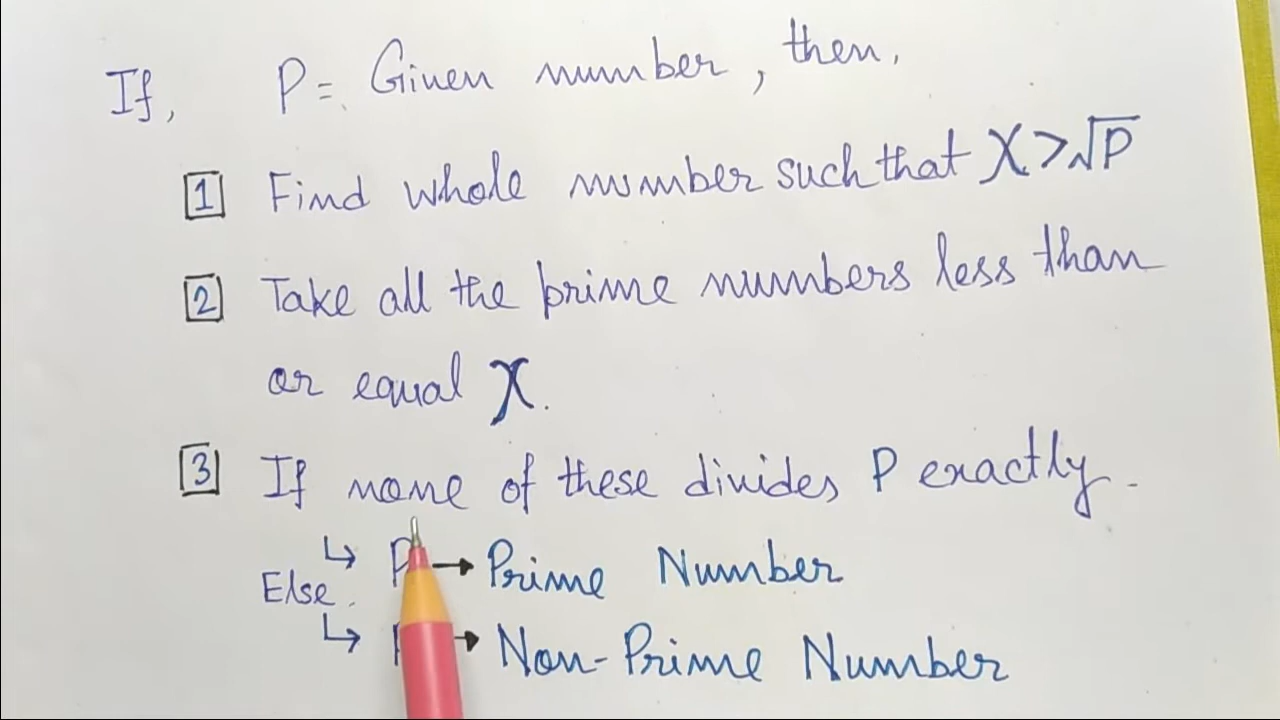 If, P = Given number, then,
1 Find whole number such that X > √P
2 Take all the prime numbers less than
or equal X.
3 If none of these divides P exactly.
↳ P → Prime Number
Else.
↳ → Non-Prime Number